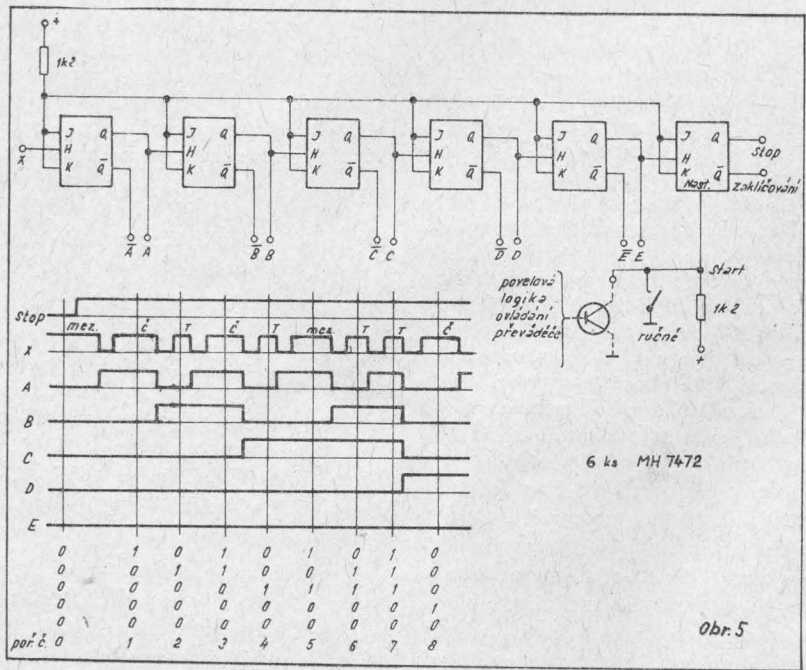 +
1k2
J Q J Q J Q J Q J Q J Q stop
X H H H H H H
K Q̅ K Q̅ K Q̅ K Q̅ K Q̅ K Q̅ zaklíčování
Nast.
A̅ A B̅ B C̅ C D̅ D E̅ E
start
povelová
logika
ovládání
převáděče
ručně
1k2
+
stop
mez. č T č T mez. T T č
X
A
B
C
D
E
6 ks MH 7472
0 1 0 1 0 1 0 1 0
0 0 1 1 0 0 1 1 0
0 0 0 0 1 1 1 1 0
0 0 0 0 0 0 0 0 1
0 0 0 0 0 0 0 0 0
poř.č. 0 1 2 3 4 5 6 7 8
Obr. 5